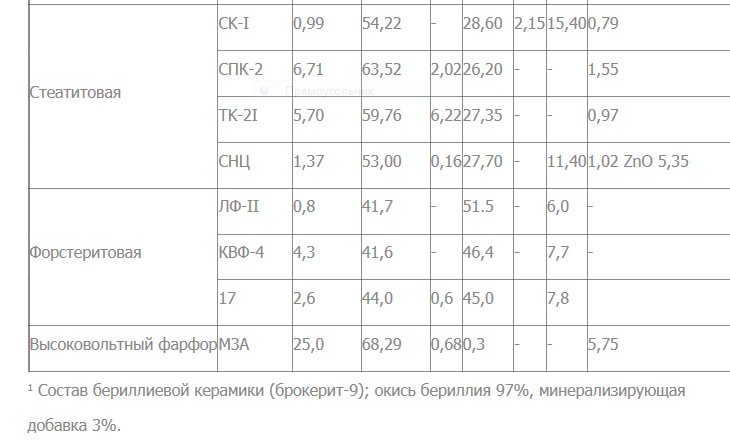 СК-I 0,99 54,22 - 28,60 2,15 15,40 0,79
СПК-2 6,71 63,52 2,02 26,20 - - 1,55
Прямоугольник
Стеатитовая
ТК-2I 5,70 59,76 6,22 27,35 - - 0,97
СНЦ 1,37 53,00 0,16 27,70 - 11,40 1,02 ZnO 5,35
ЛФ-II 0,8 41,7 - 51.5 - 6,0 -
Форстеритовая КВФ-4 4,3 41,6 - 46,4 - 7,7 -
17 2,6 44,0 0,6 45,0 7,8
Высоковольтный фарфор МЗА 25,0 68,29 0,68 0,3 - - 5,75
¹ Состав бериллиевой керамики (брокерит-9); окись бериллия 97%, минерализирующая
добавка 3%.